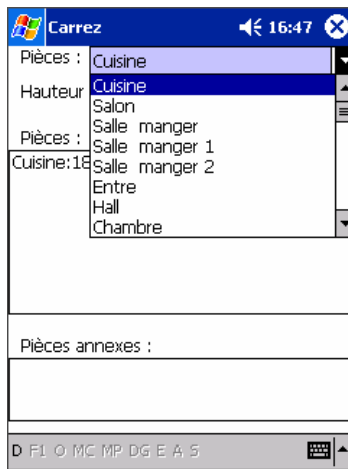 Carrez 16:47
Pièces : Cuisine
Hauteur
Cuisine
Salon
Salle manger
Salle manger 1
Salle manger 2
Entre
Hall
Chambre
Pièces :
Cuisine:18
Pièces annexes :
D F1 O MC MP DG E A S